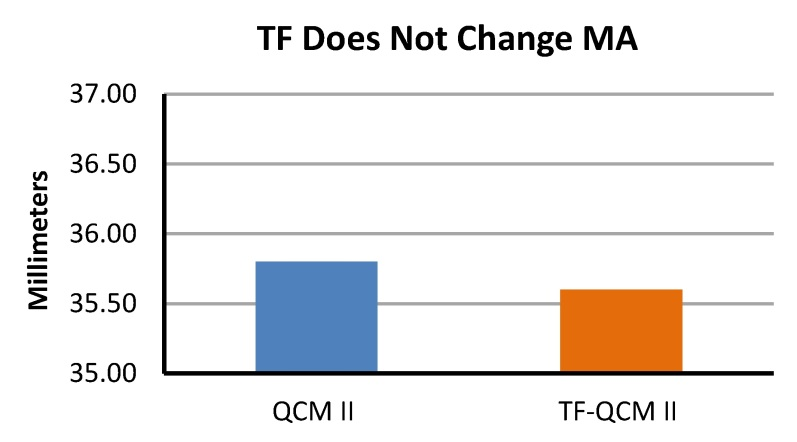 TF Does Not Change MA
37.00
36.50
36.00
35.50
35.00
Millimeters
QCM II
TF-QCM II